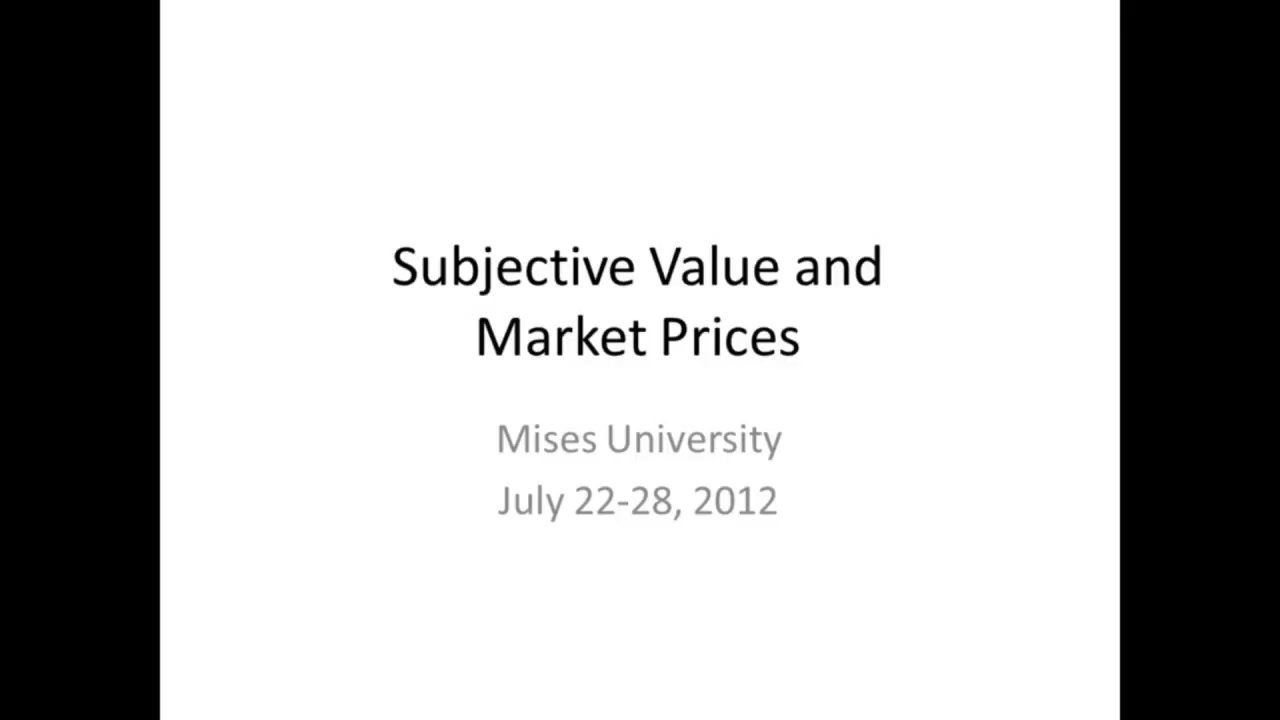 Subjective Value and
Market Prices
Mises University
July 22-28, 2012